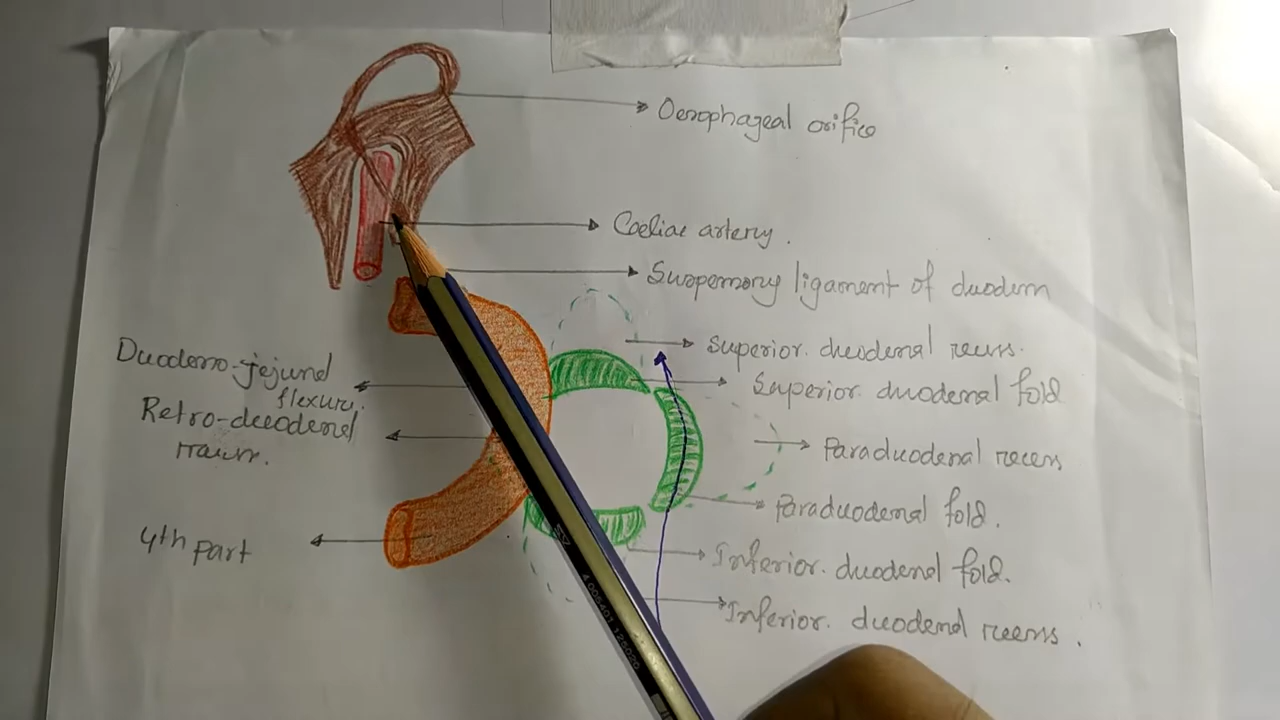 Oesophageal orifice
Coeliac artery.
Suspensory ligament of duodenm
Superior. duodenal recess.
Duodeno-jejunal
flexure.
Superior. duodenal fold
Retro-duodenal
recess.
Paraduodenal recess
Paraduodenal fold.
4th part
Inferior. duodenal fold.
Inferior. duodenal recess.